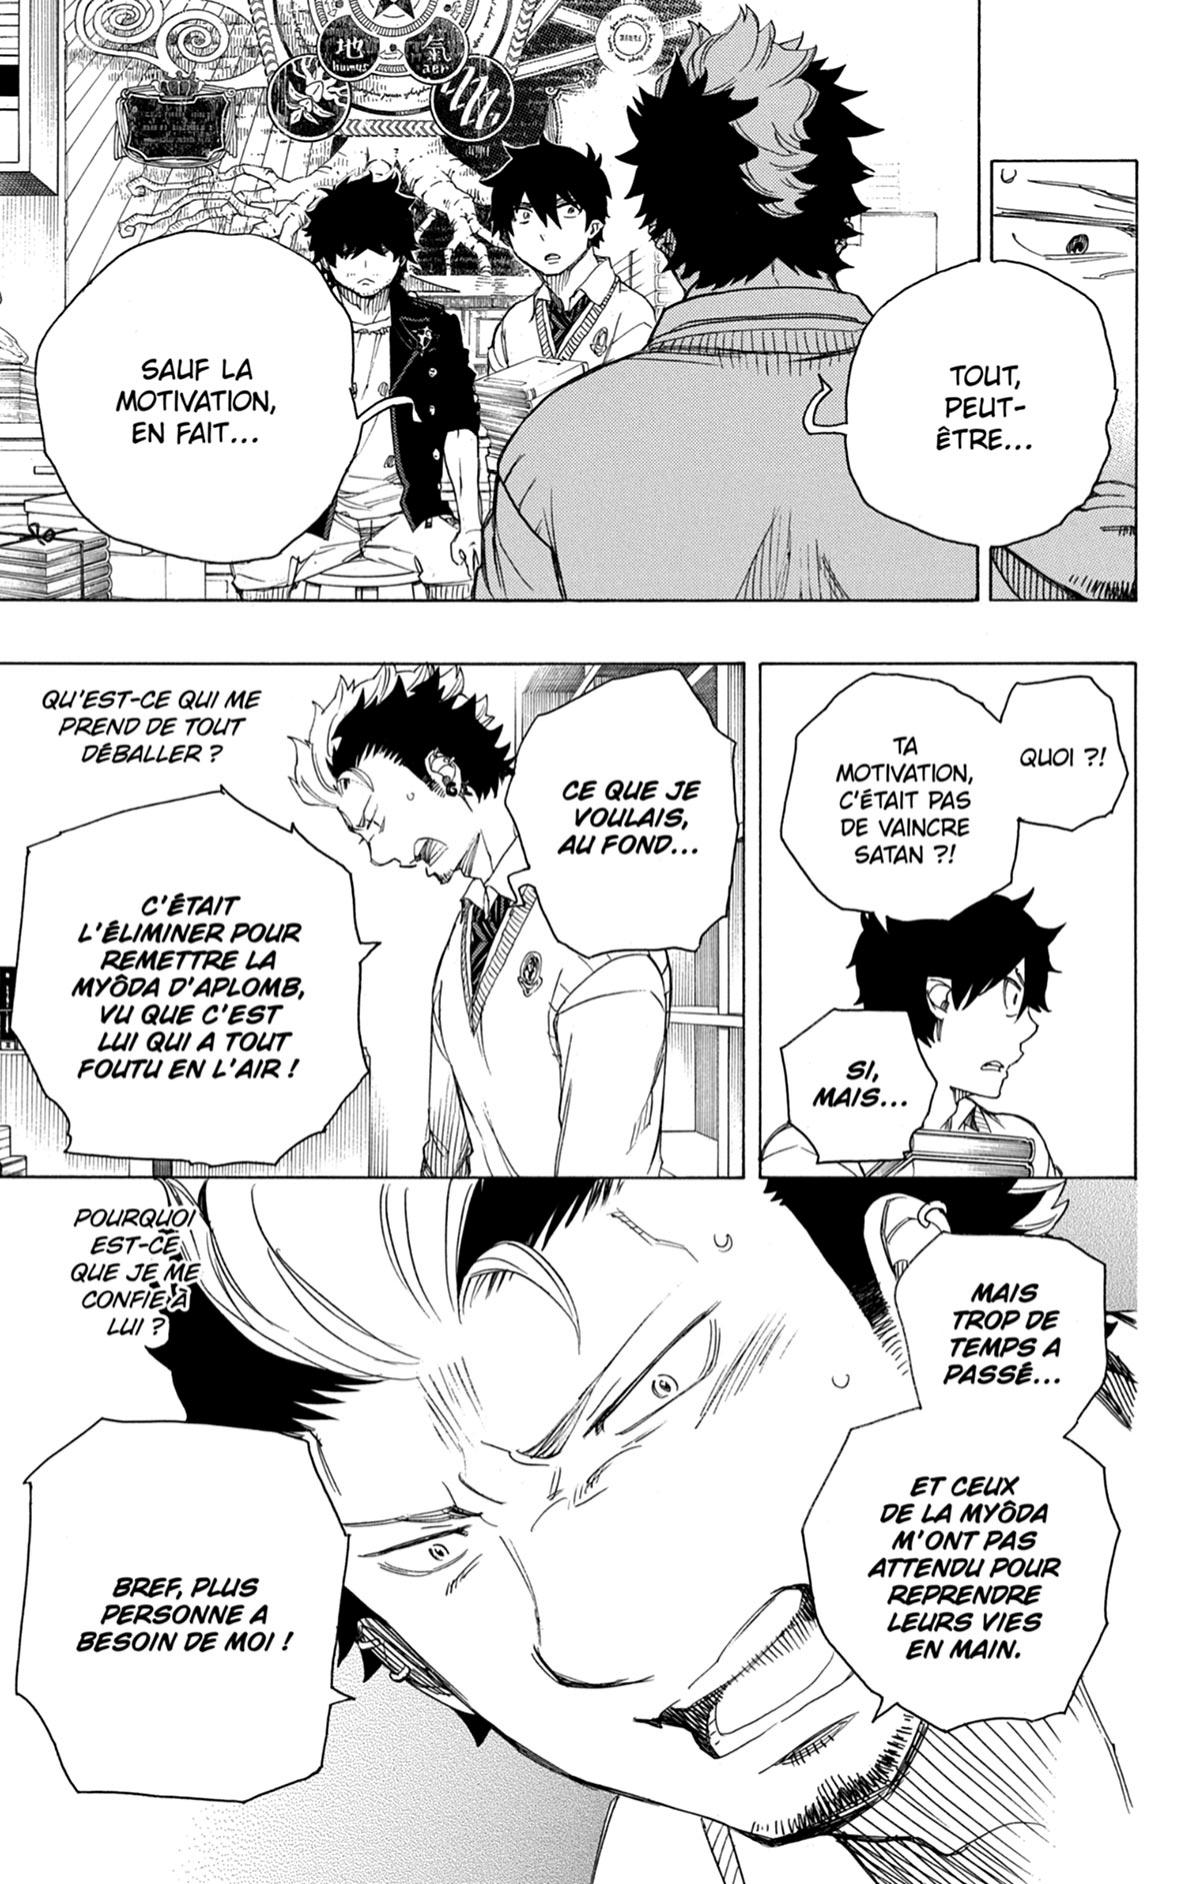 地
humus
氣
aer
TOUT,
PEUT-
ÊTRE...
SAUF LA
MOTIVATION,
EN FAIT...
QUOI ?!
TA
MOTIVATION,
C'ÉTAIT PAS
DE VAINCRE
SATAN ?!
SI,
MAIS...
CE QUE JE
VOULAIS,
AU FOND...
QU'EST-CE QUI ME
PREND DE TOUT
DÉBALLER ?
C'ÉTAIT
L'ÉLIMINER POUR
REMETTRE LA
MYÔDA D'APLOMB,
VU QUE C'EST
LUI QUI A TOUT
FOUTU EN L'AIR !
MAIS
TROP DE
TEMPS A
PASSÉ...
ET CEUX
DE LA MYÔDA
M'ONT PAS
ATTENDU POUR
REPRENDRE
LEURS VIES
EN MAIN.
POURQUOI
EST-CE
QUE JE ME
CONFIE À
LUI ?
BREF, PLUS
PERSONNE A
BESOIN DE MOI !